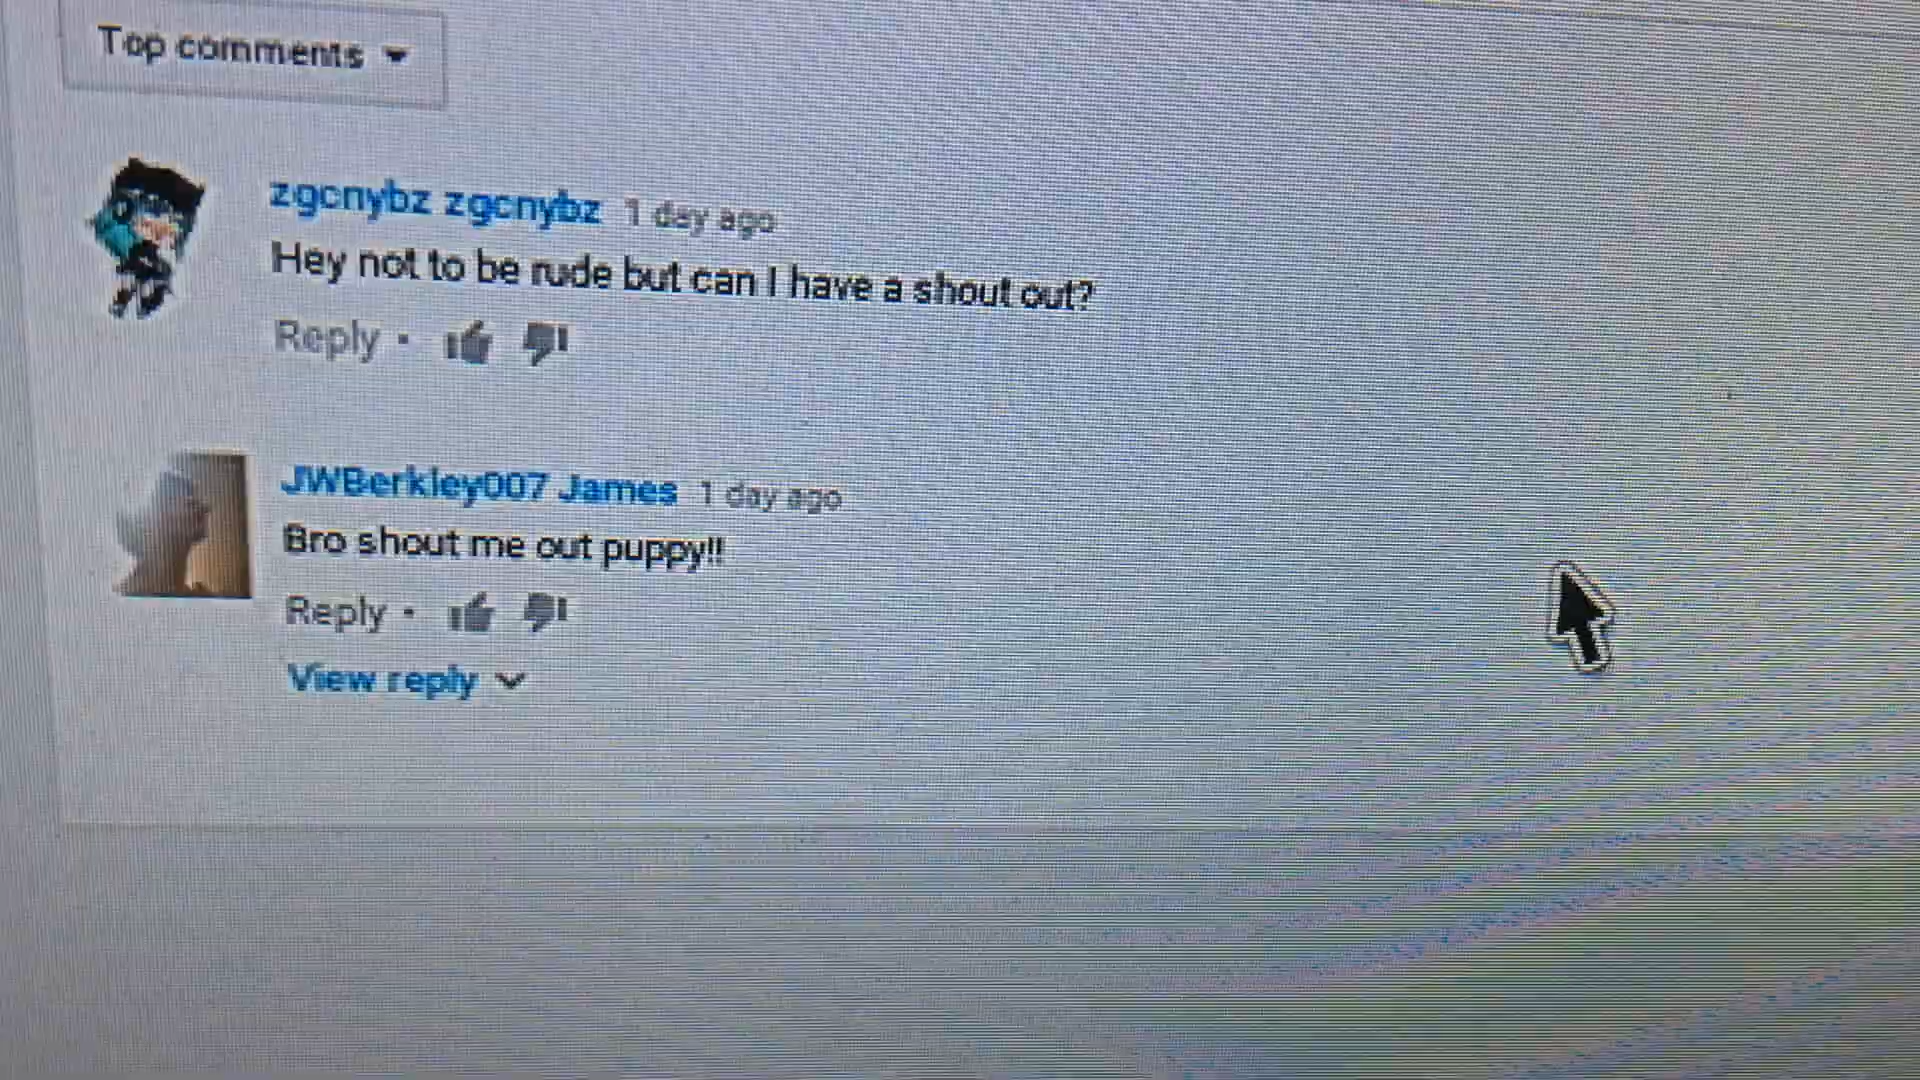 Top comments
zgcnybz zgcnybz 1 day ago
Hey not to be rude but can I have a shout out?
Reply •
JWBerkley007 James 1 day ago
Bro shout me out puppy!!
Reply •
View reply